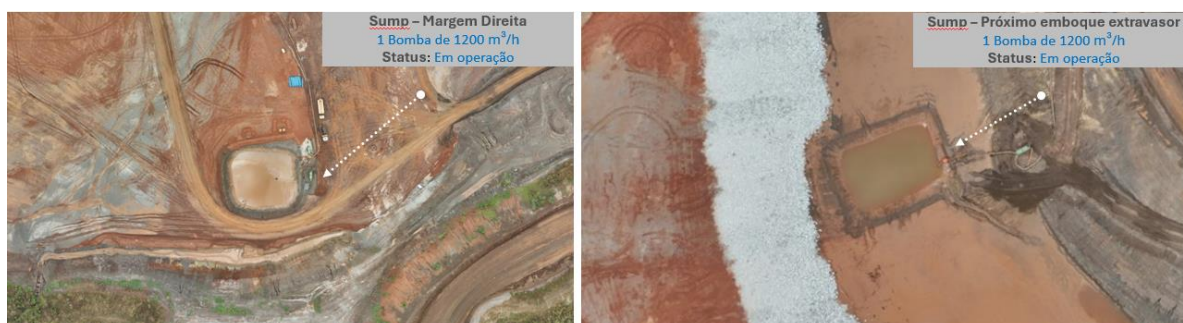 Sump – Margem Direita
1 Bomba de 1200 m³/h
Status: Em operação
Sump – Próximo emboque extravasor
1 Bomba de 1200 m³/h
Status: Em operação